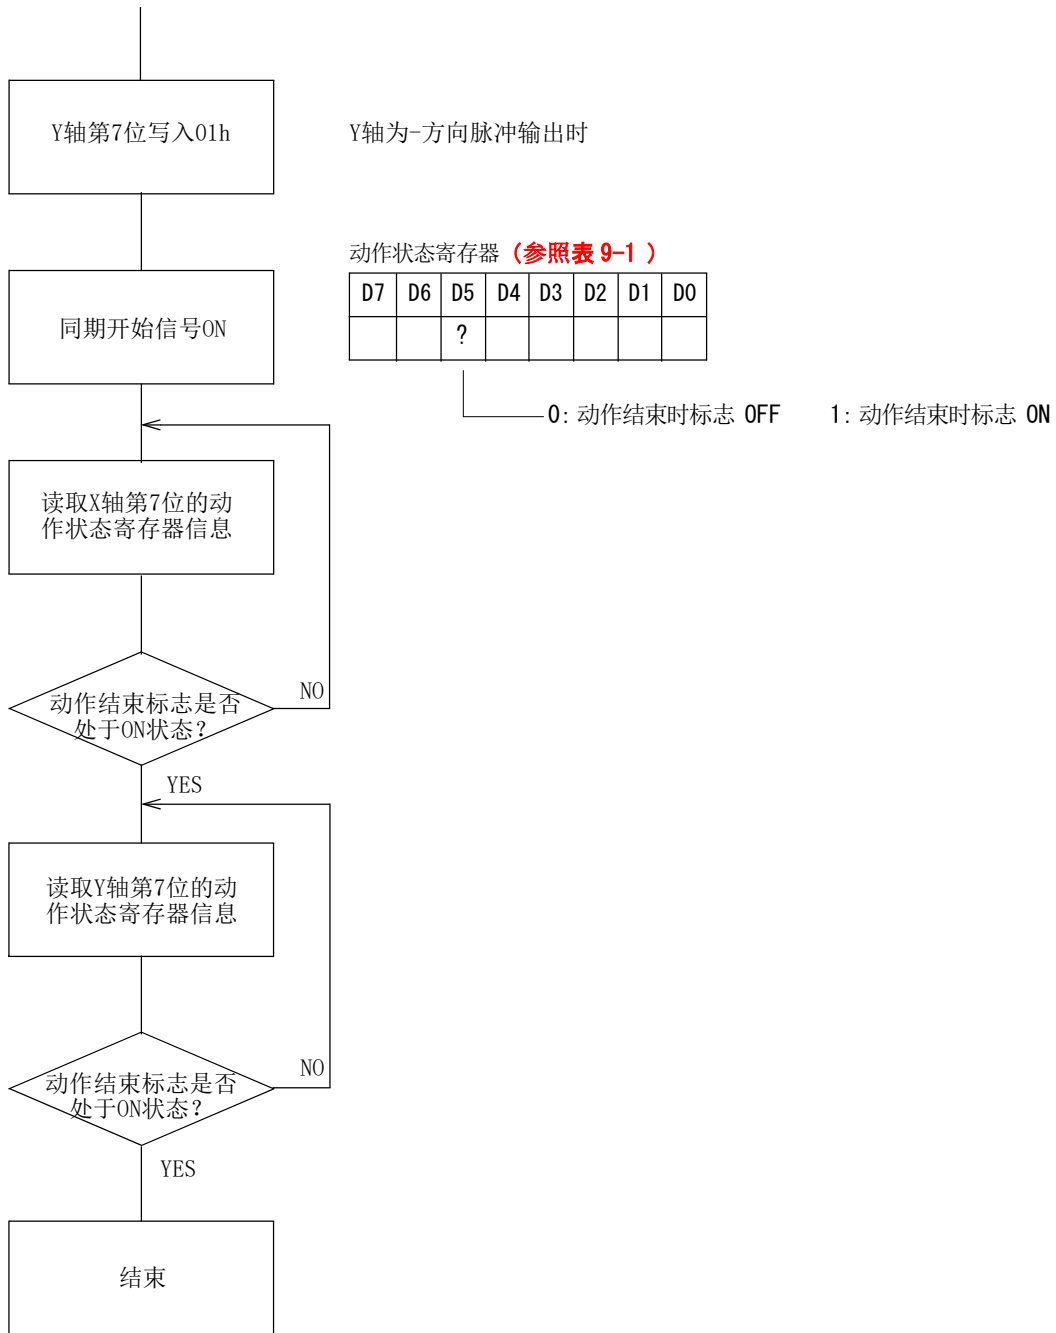 Y轴第7位写入01h
Y轴为-方向脉冲输出时
动作状态寄存器(参照表 9-1 )
D7 D6 D5 D4 D3 D2 D1 D0
?
同期开始信号ON
0: 动作结束时标志 OFF 1: 动作结束时标志 ON
读取X轴第7位的动
作状态寄存器信息
动作结束标志是否
处于ON状态?
NO
YES
读取Y轴第7位的动
作状态寄存器信息
动作结束标志是否
处于ON状态?
NO
YES
结束